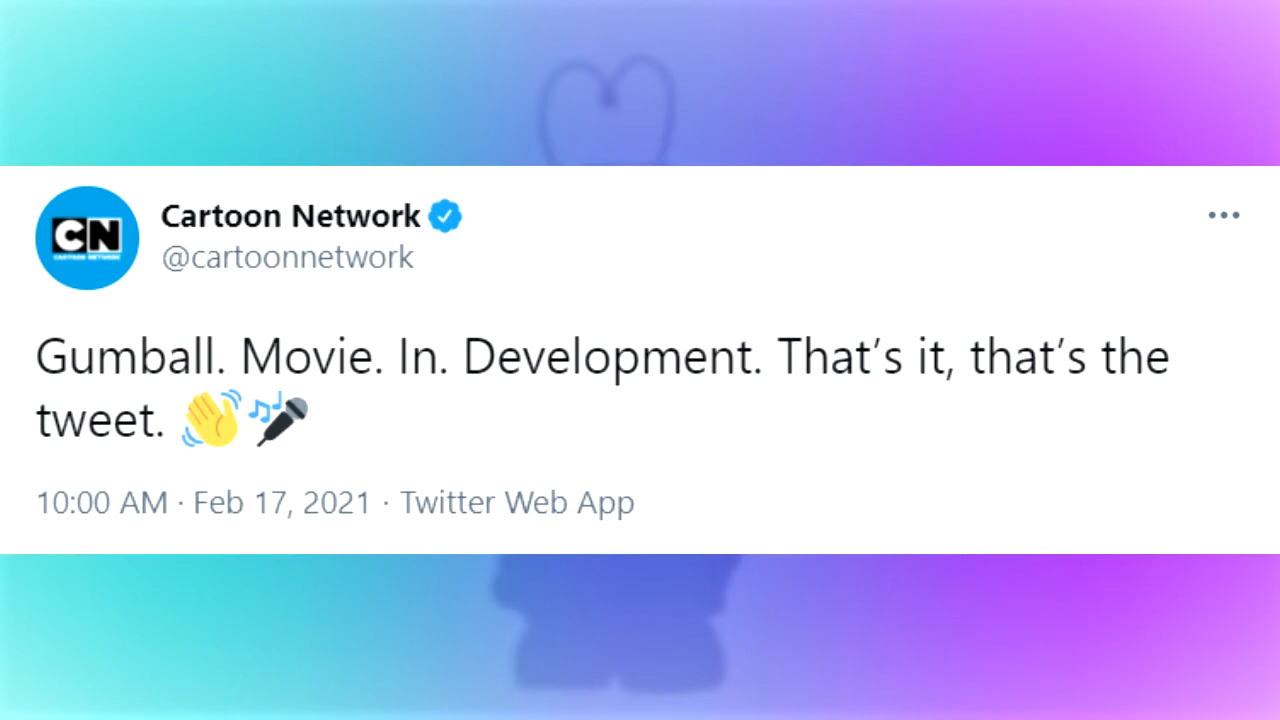 CN
CARTOON NETWORK
Cartoon Network
@cartoonnetwork
Gumball. Movie. In. Development. That’s it, that’s the
tweet. 👋🎤
10:00 AM · Feb 17, 2021 · Twitter Web App